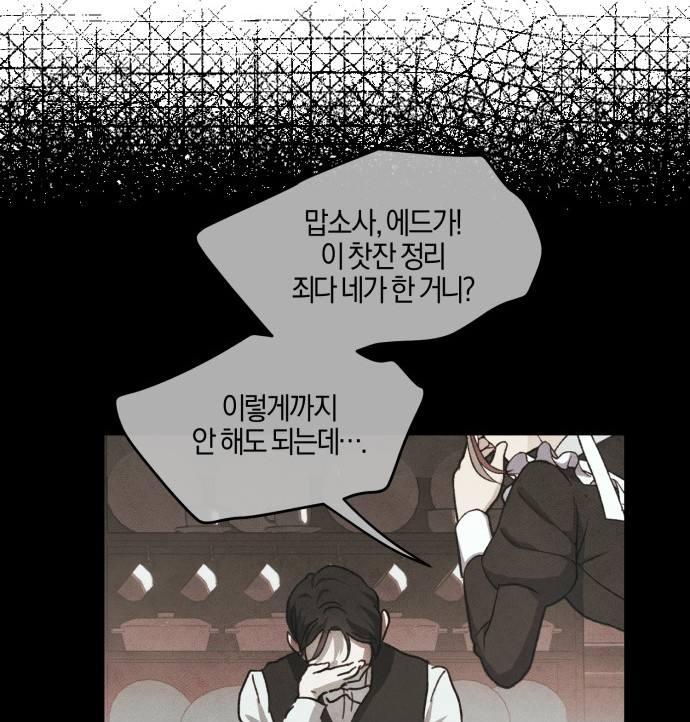 맙소사, 에드가!
이 찻잔 정리
죄다 네가 한 거니?
이렇게까지
안 해도 되는데….